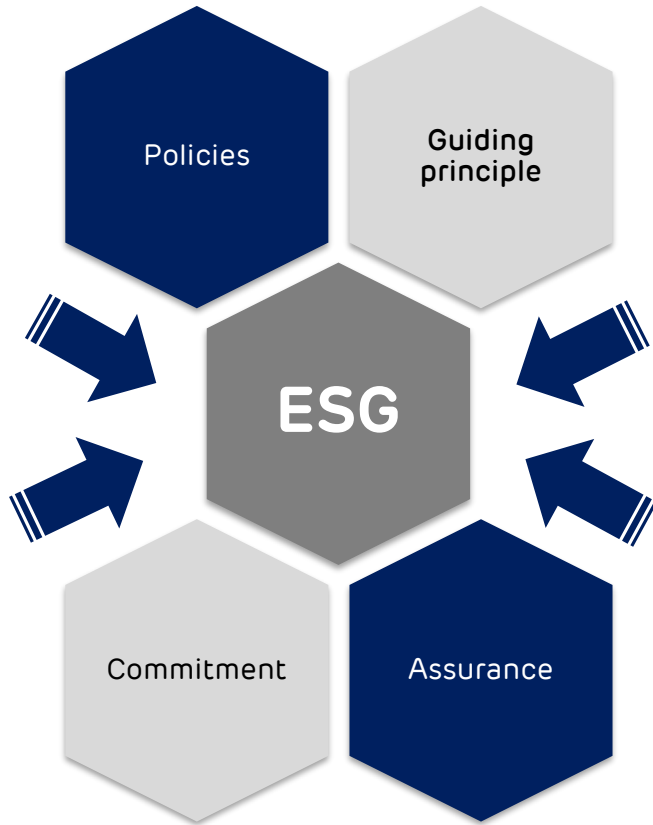 Policies
Guiding
principle
ESG
Commitment
Assurance